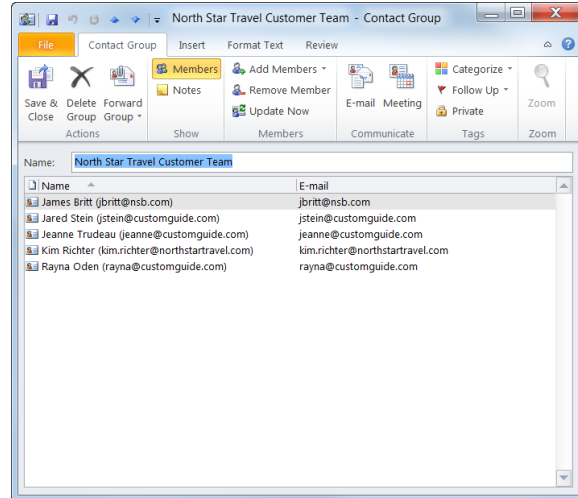 North Star Travel Customer Team - Contact Group
File Contact Group Insert Format Text Review
Save & Close
Delete Group
Forward Group
Actions
Members
Notes
Show
Add Members
Remove Member
Update Now
Members
E-mail
Meeting
Communicate
Categorize
Follow Up
Private
Tags
Zoom
Zoom
Name: North Star Travel Customer Team
Name E-mail
James Britt (jbritt@nsb.com) jbritt@nsb.com
Jared Stein (jstein@customguide.com) jstein@customguide.com
Jeanne Trudeau (jeanne@customguide.com) jeanne@customguide.com
Kim Richter (kim.richter@northstartravel.com) kim.richter@northstartravel.com
Rayna Oden (rayna@customguide.com) rayna@customguide.com